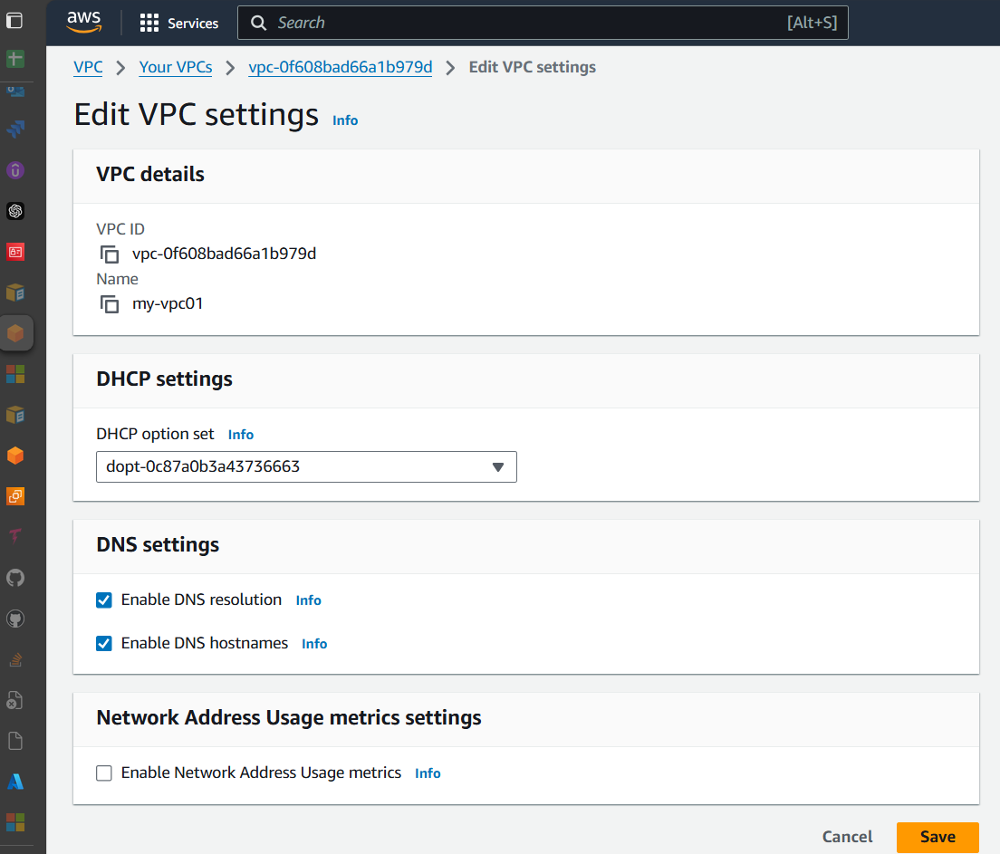 aws Services Search [Alt+S]
VPC > Your VPCs > vpc-0f608bad66a1b979d > Edit VPC settings
Edit VPC settings Info
VPC details
VPC ID
vpc-0f608bad66a1b979d
Name
my-vpc01
DHCP settings
DHCP option set Info
dopt-0c87a0b3a43736663
DNS settings
Enable DNS resolution Info
Enable DNS hostnames Info
Network Address Usage metrics settings
Enable Network Address Usage metrics Info
Cancel Save